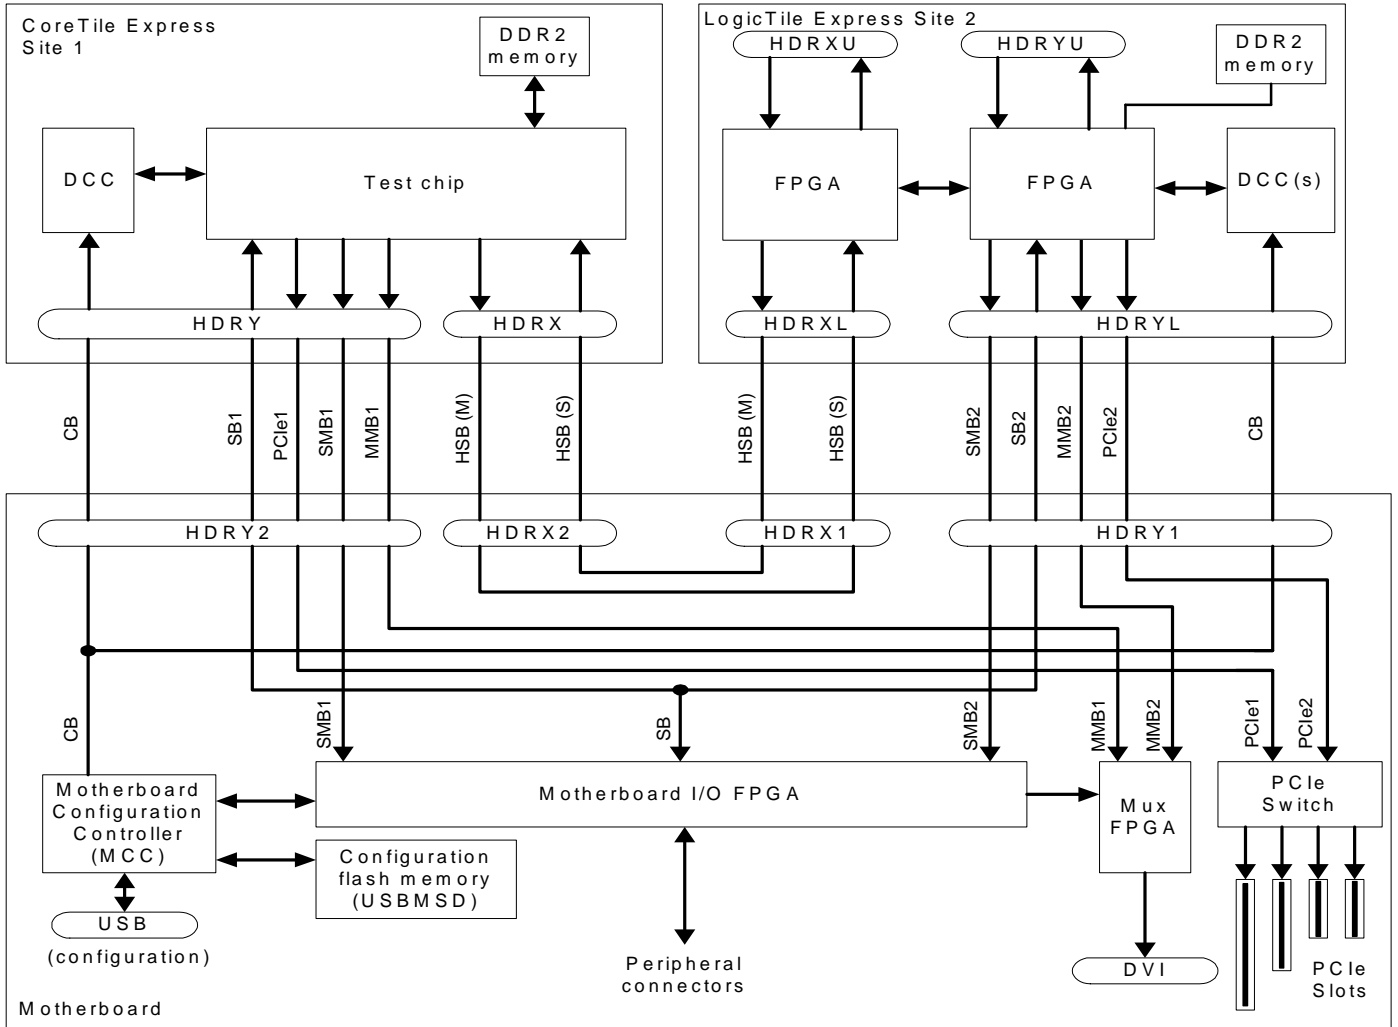 CoreTile Express
Site 1
DDR2
memory
DCC
Test chip
HDRY
HDRX
LogicTile Express Site 2
HDRXU
HDRYU
DDR2
memory
FPGA
FPGA
DCC(s)
HDRXL
HDRYL
CB
SB1
PCIe1
SMB1
MMB1
HSB (M)
HSB (S)
HSB (M)
HSB (S)
SMB2
SB2
MMB2
PCIe2
CB
HDRY2
HDRX2
HDRX1
HDRY1
CB
SMB1
SB
SMB2
MMB1
MMB2
PCIe1
PCIe2
Motherboard
Configuration
Controller
(MCC)
Motherboard I/O FPGA
Mux
FPGA
PCIe
Switch
Configuration
flash memory
(USBMSD)
USB
(configuration)
Peripheral
connectors
DVI
PCIe
Slots
Motherboard